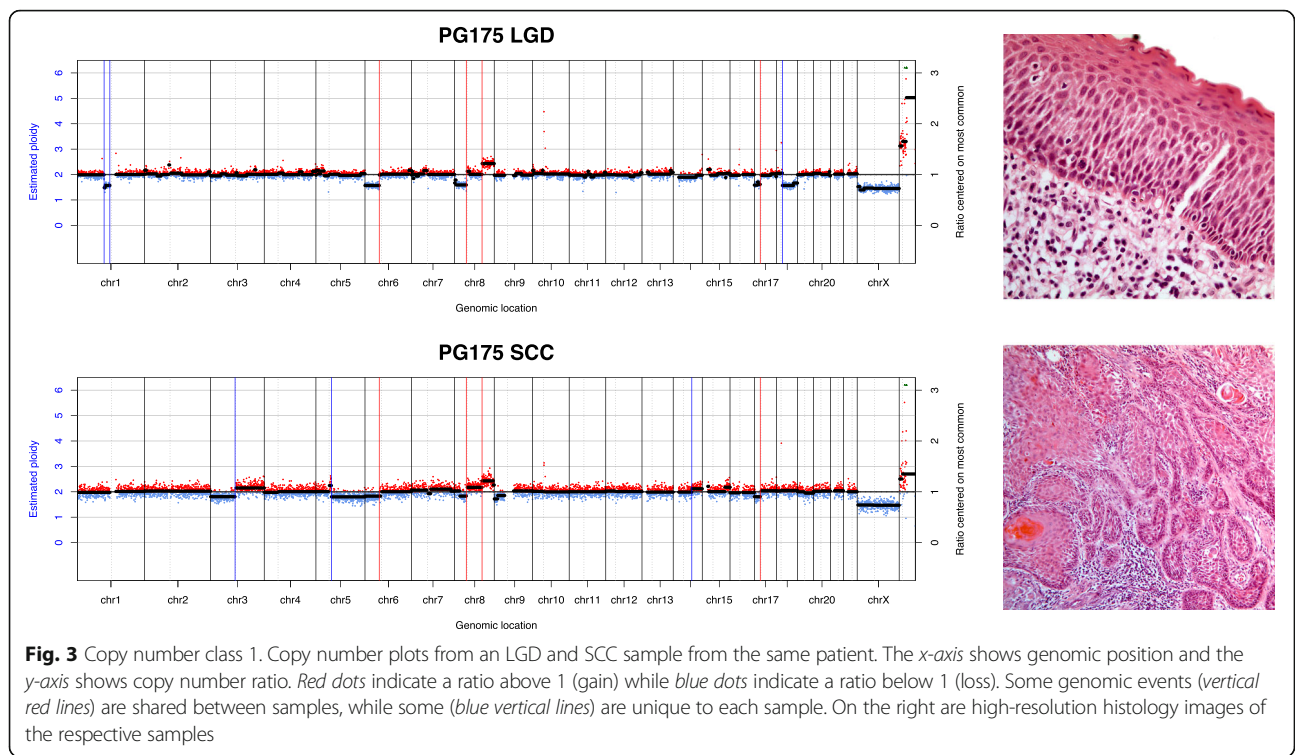 PG175 LGD
6
5
4
3
2
1
0
Estimated ploidy
3
2
1
0
Ratio centered on most common
chr1 chr2 chr3 chr4 chr5 chr6 chr7 chr8 chr9 chr10 chr11 chr12 chr13 chr15 chr17 chr20 chrX
Genomic location
PG175 SCC
6
5
4
3
2
1
0
Estimated ploidy
3
2
1
0
Ratio centered on most common
chr1 chr2 chr3 chr4 chr5 chr6 chr7 chr8 chr9 chr10 chr11 chr12 chr13 chr15 chr17 chr20 chrX
Genomic location
Fig. 3 Copy number class 1. Copy number plots from an LGD and SCC sample from the same patient. The x-axis shows genomic position and the
y-axis shows copy number ratio. Red dots indicate a ratio above 1 (gain) while blue dots indicate a ratio below 1 (loss). Some genomic events (vertical
red lines) are shared between samples, while some (blue vertical lines) are unique to each sample. On the right are high-resolution histology images of
the respective samples